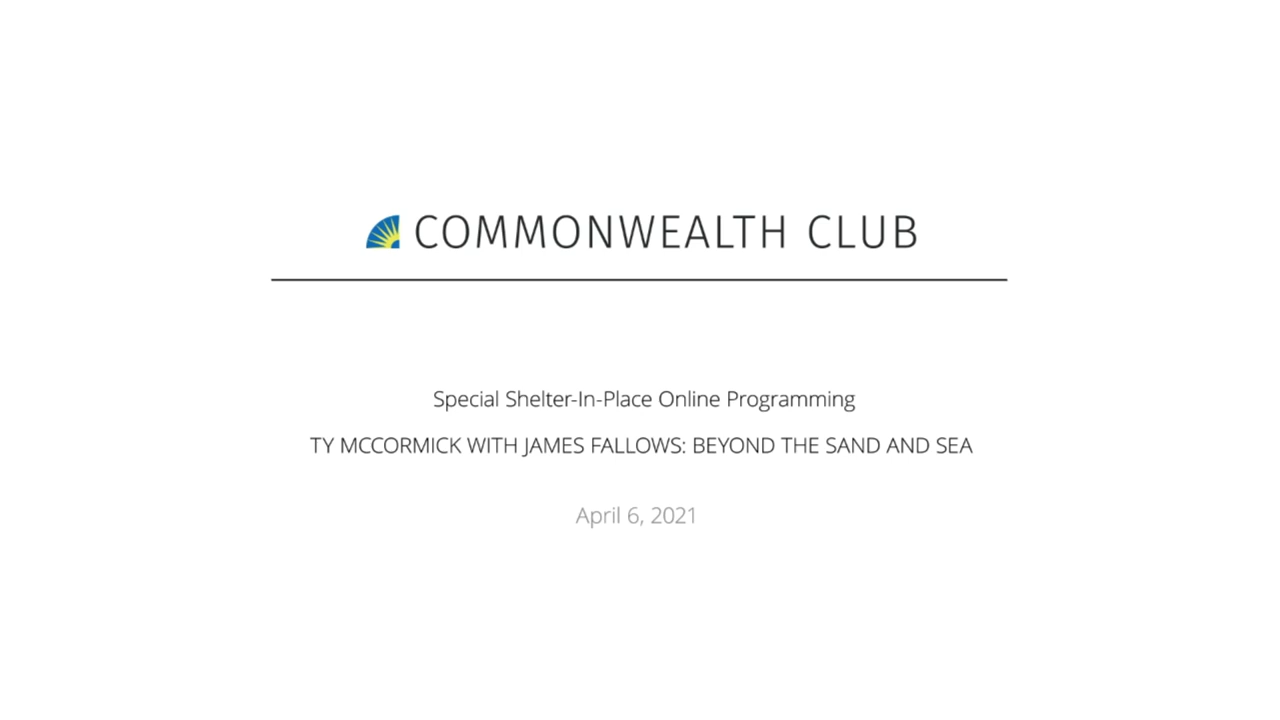 COMMONWEALTH CLUB
Special Shelter-In-Place Online Programming
TY MCCORMICK WITH JAMES FALLOWS: BEYOND THE SAND AND SEA
April 6, 2021